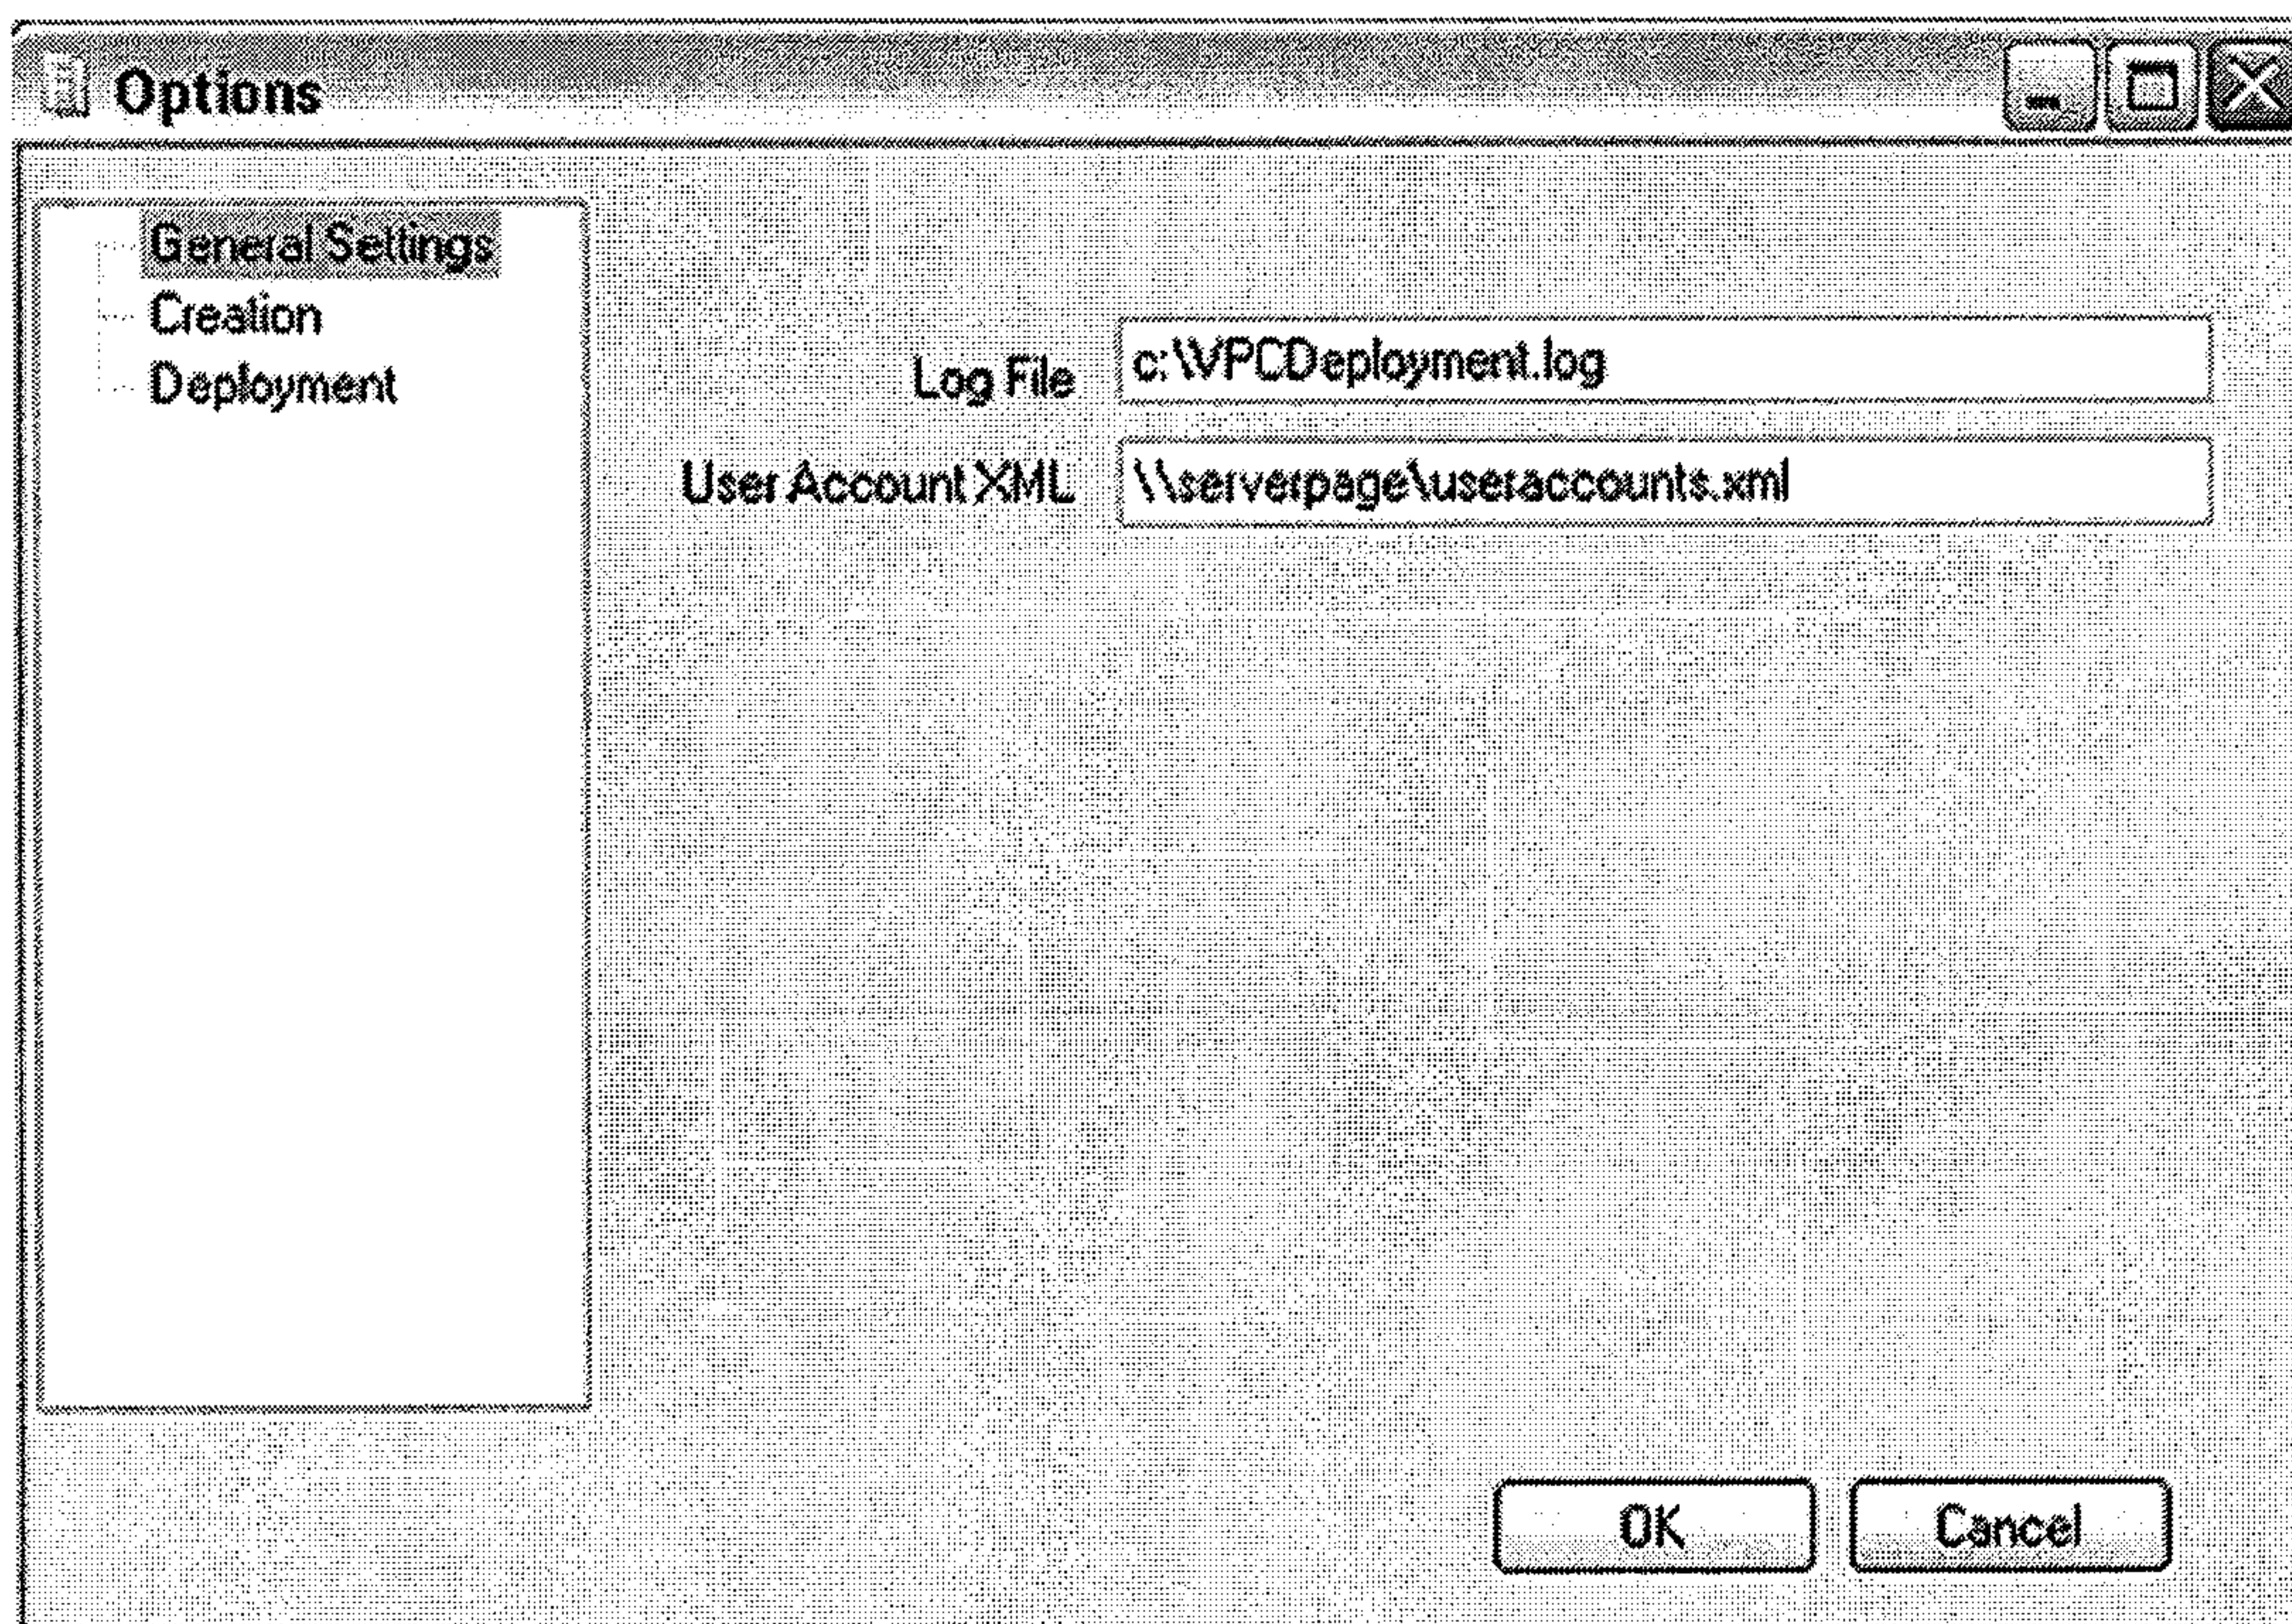 Options
General Settings
Creation
Deployment
Log File c:\VPCDeployment.log
User Account XML \\serverpage\useraccounts.xml
OK Cancel